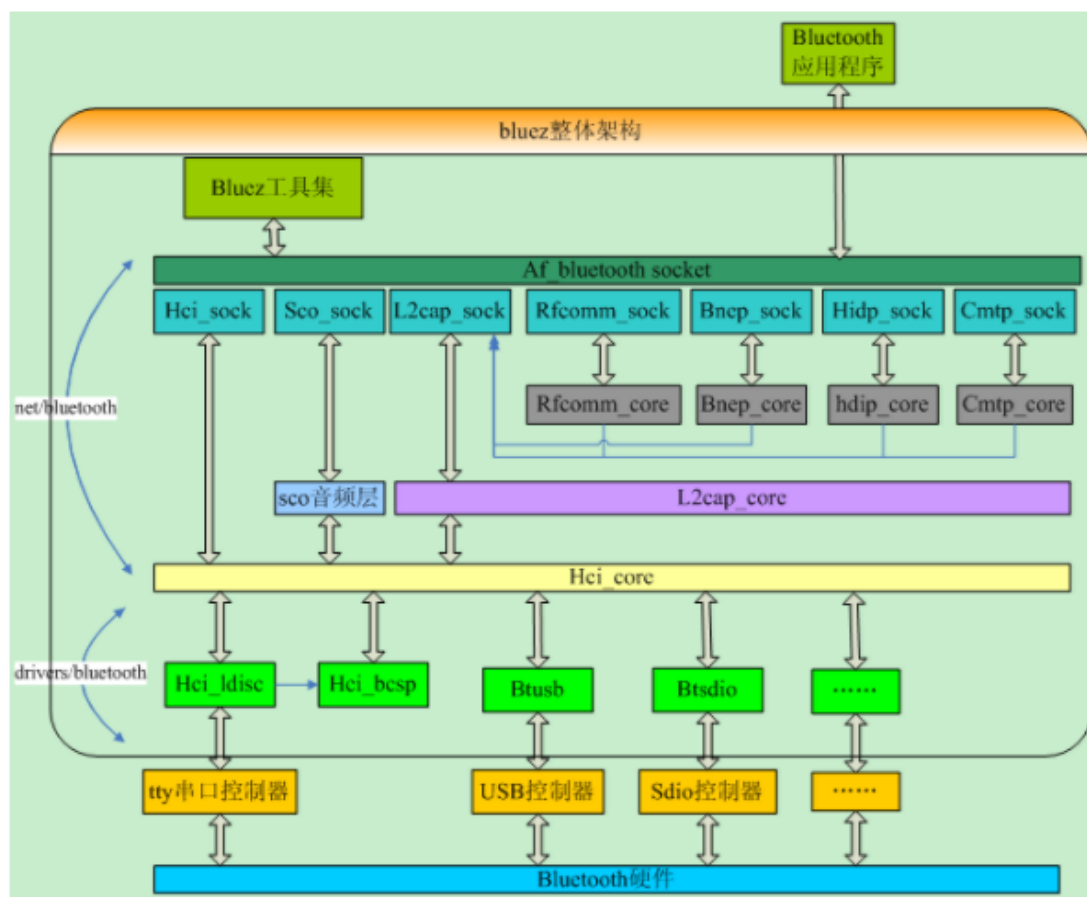 Bluetooth
应用程序
bluez整体架构
Bluez工具集
Af_bluetooth socket
Hci_sock
Sco_sock
L2cap_sock
Rfcomm_sock
Bnep_sock
Hidp_sock
Cmtp_sock
net/bluetooth
Rfcomm_core
Bnep_core
hdip_core
Cmtp_core
sco音频层
L2cap_core
Hci_core
drivers/bluetooth
Hci_ldisc
Hci_bcsp
Btusb
Btsdio
……
tty串口控制器
USB控制器
Sdio控制器
……
Bluetooth硬件